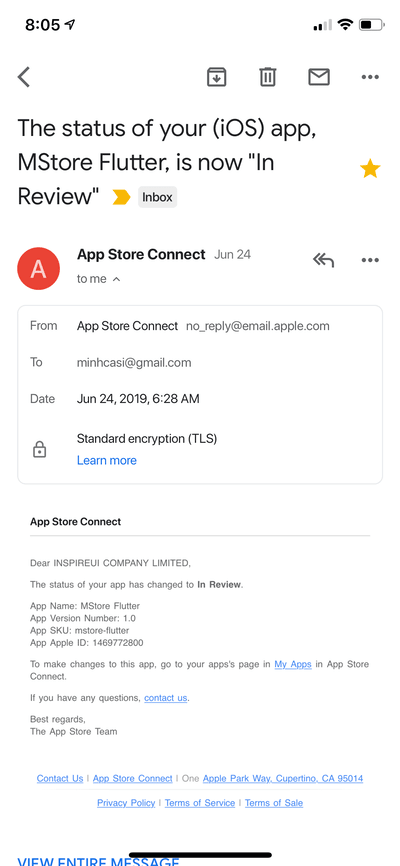 8:05
The status of your (iOS) app,
MStore Flutter, is now "In
Review" Inbox
A
App Store Connect Jun 24
to me
From App Store Connect no_reply@email.apple.com
To minhcasi@gmail.com
Date Jun 24, 2019, 6:28 AM
Standard encryption (TLS)
Learn more
App Store Connect
Dear INSPIREUI COMPANY LIMITED,
The status of your app has changed to In Review.
App Name: MStore Flutter
App Version Number: 1.0
App SKU: mstore-flutter
App Apple ID: 1469772800
To make changes to this app, go to your apps's page in My Apps in App Store
Connect.
If you have any questions, contact us.
Best regards,
The App Store Team
Contact Us | App Store Connect | One Apple Park Way, Cupertino, CA 95014
Privacy Policy | Terms of Service | Terms of Sale
VIEW ENTIRE MESSAGE